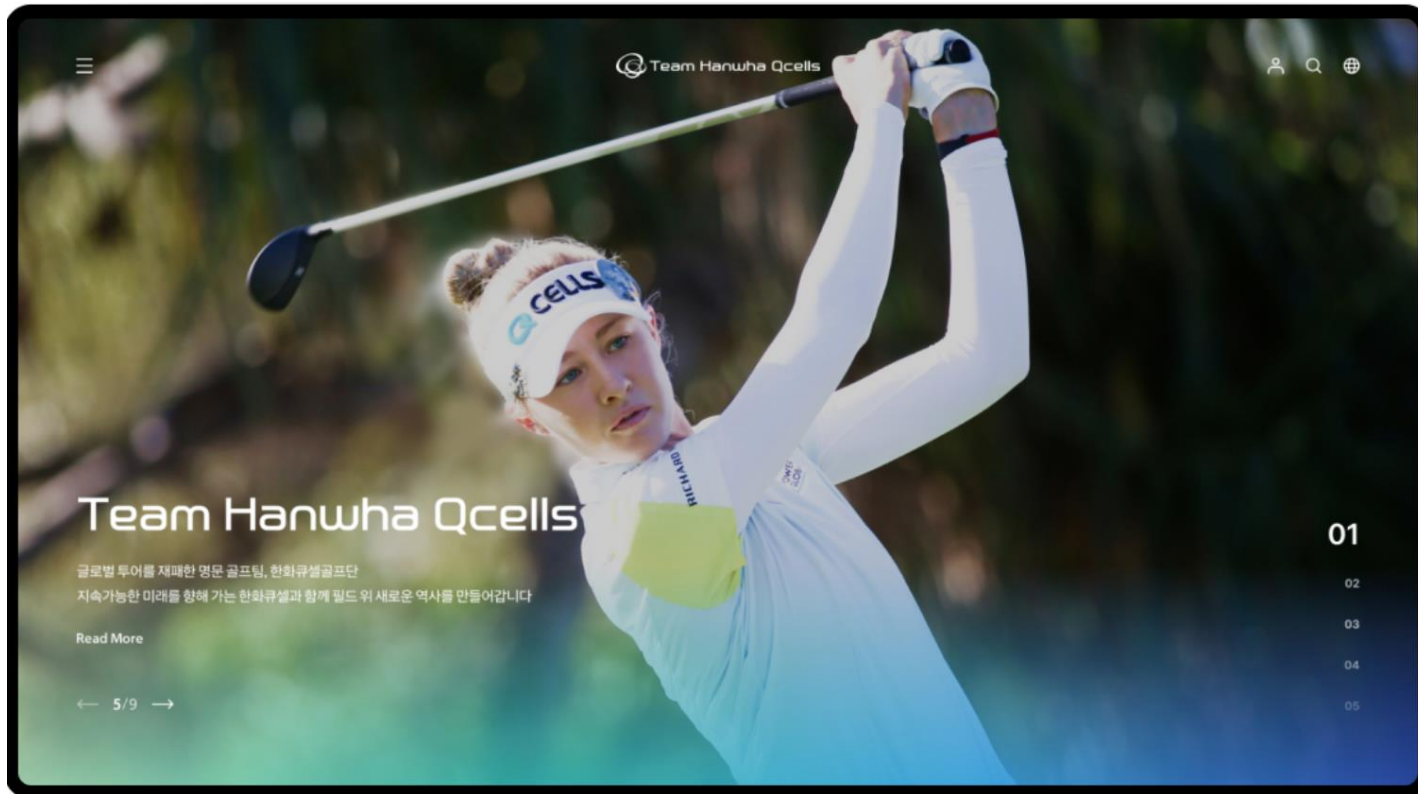 Team Hanwha Qcells
CELLS
RICHARD
Team Hanwha Qcells
글로벌 투어를 재패한 명문 골프팀, 한화큐셀골프단
지속가능한 미래를 향해 가는 한화큐셀과 함께 필드 위 새로운 역사를 만들어갑니다
Read More
5/9
01
02
03
04
05